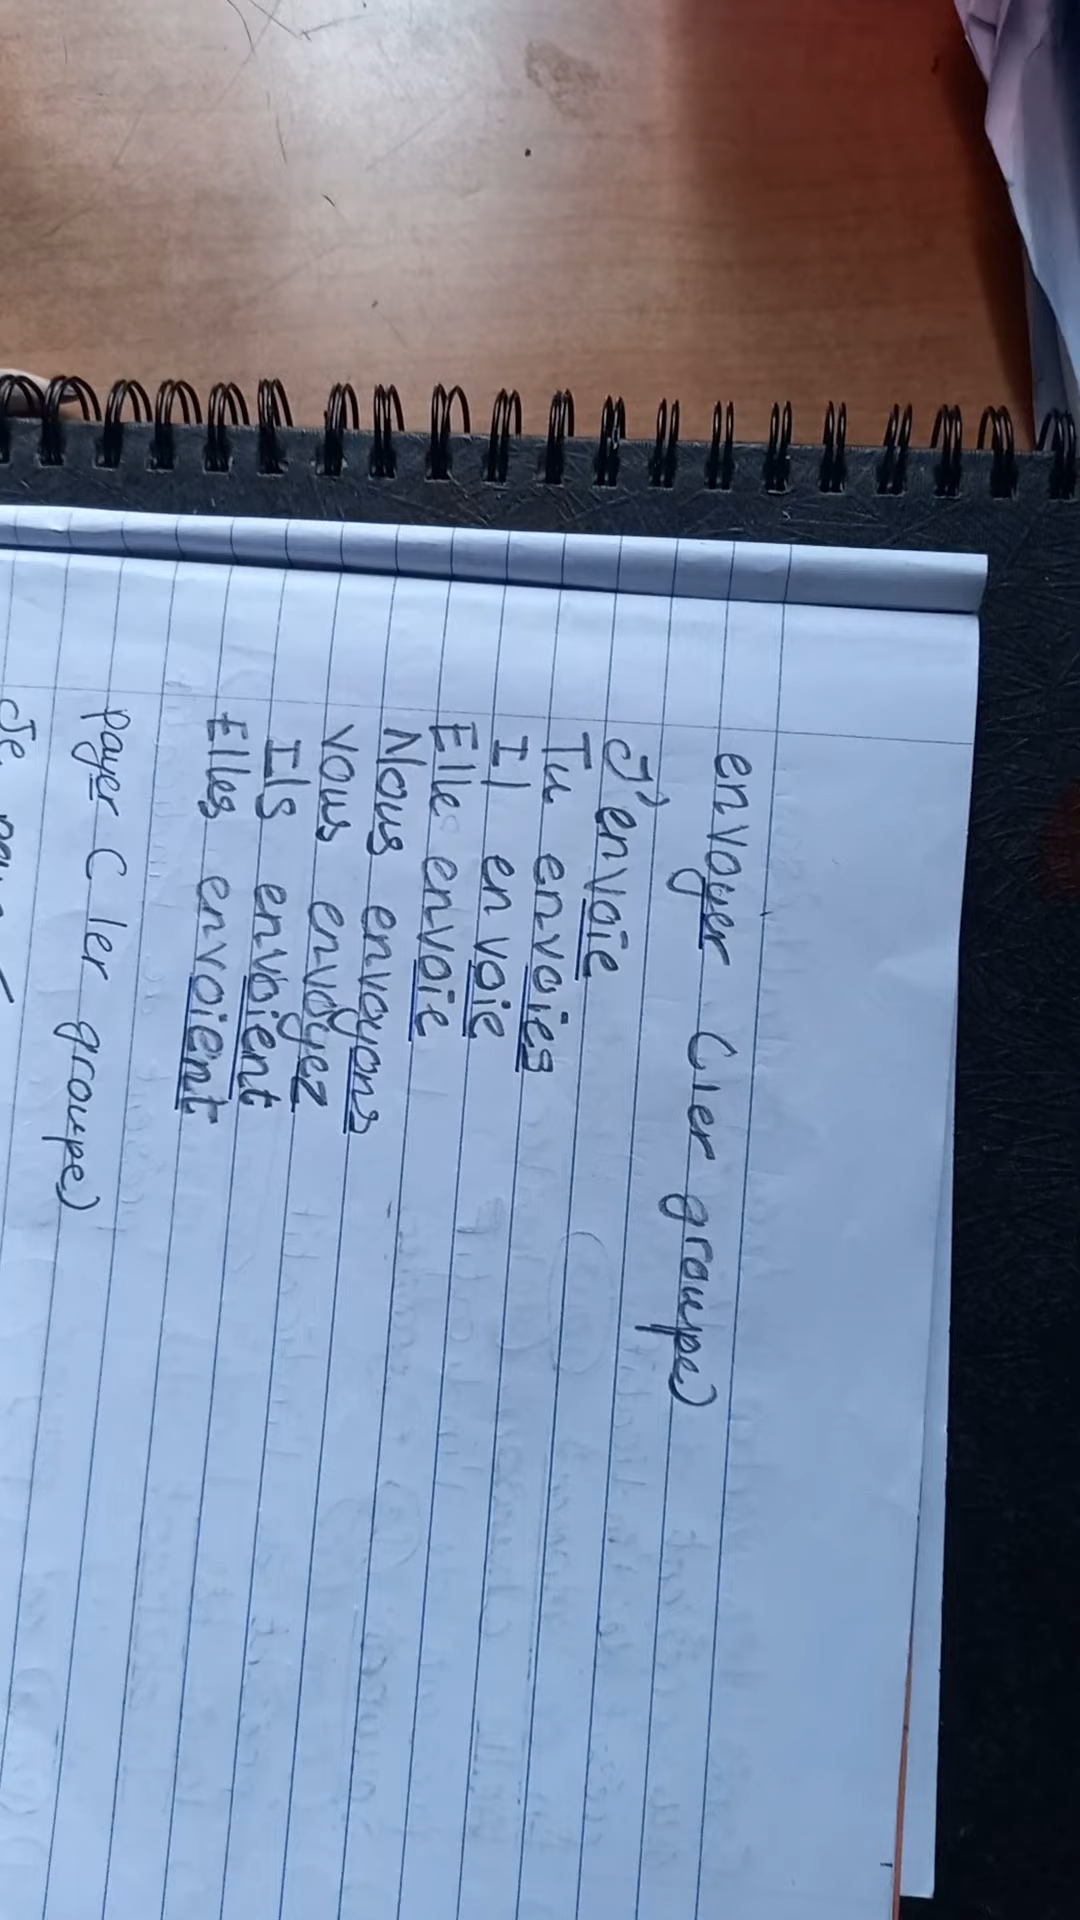 envoyer (1er groupe)
J'envoie
Tu envoies
Il envoie
Elle envoie
Nous envoyons
Vous envoyez
Ils envoient
Elles envoient
payer (1er groupe)
Je